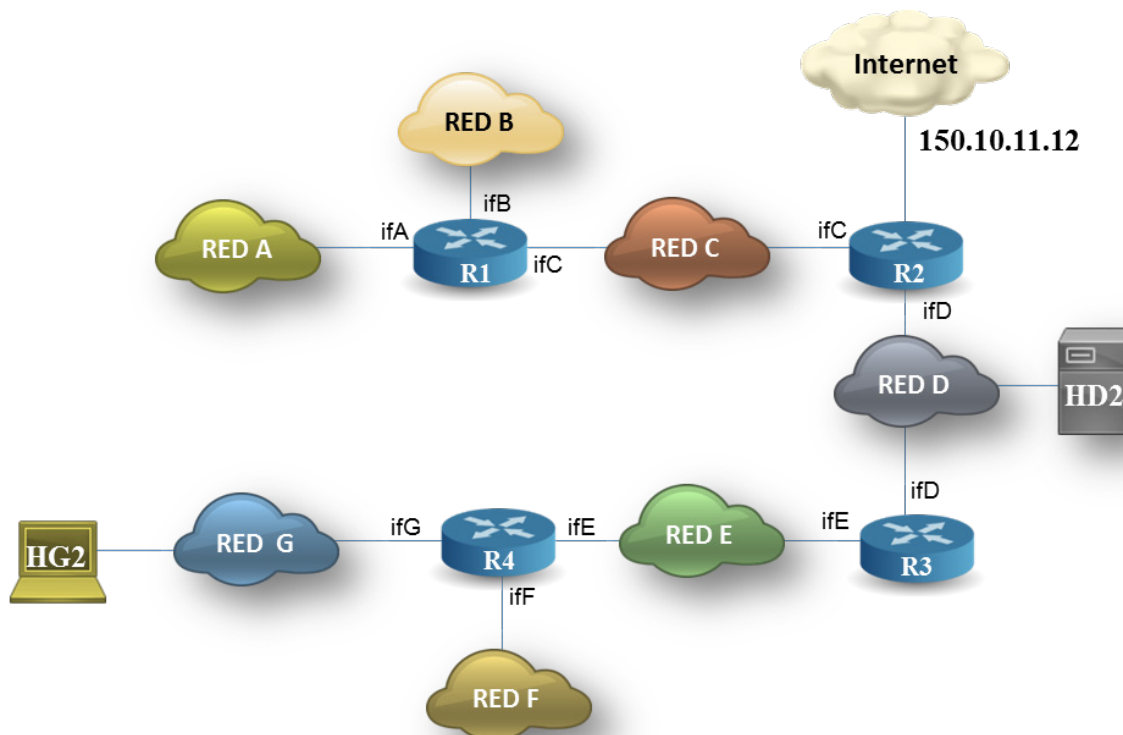 Internet
RED B
150.10.11.12
ifB
RED A
ifA
R1
ifC
RED C
ifC
R2
ifD
RED D
HD2
ifD
HG2
RED G
ifG
R4
ifE
RED E
ifE
R3
ifF
RED F